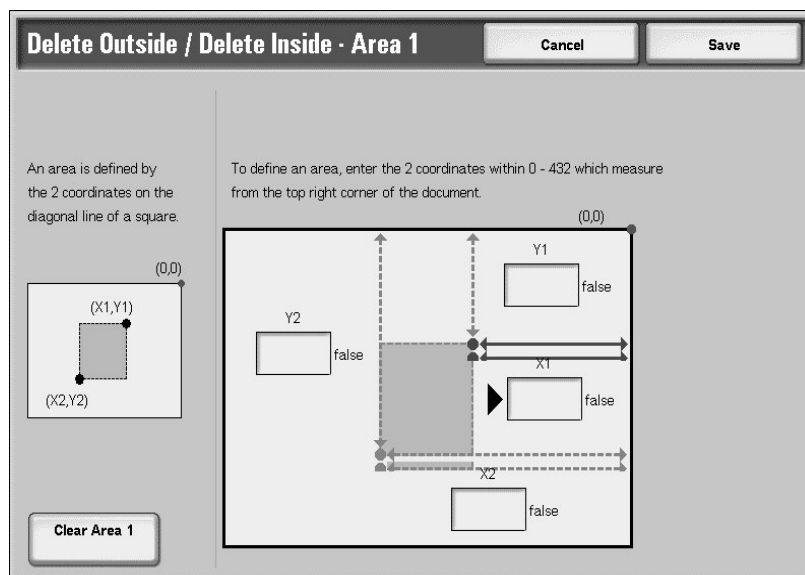 Delete Outside / Delete Inside - Area 1
Cancel
Save
An area is defined by
the 2 coordinates on the
diagonal line of a square.
To define an area, enter the 2 coordinates within 0 - 432 which measure
from the top right corner of the document.
(0,0)
(X1,Y1)
(X2,Y2)
(0,0)
Y1
false
Y2
false
X1
false
X2
false
Clear Area 1